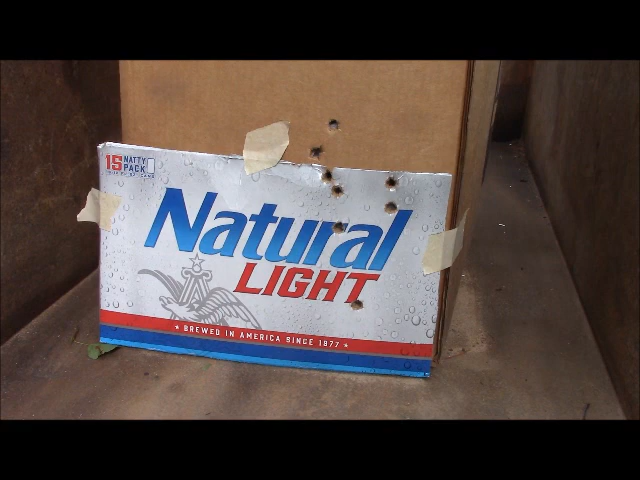 15 NATTY
PACK
Natural
LIGHT
★ BREWED IN AMERICA SINCE 1877 ★